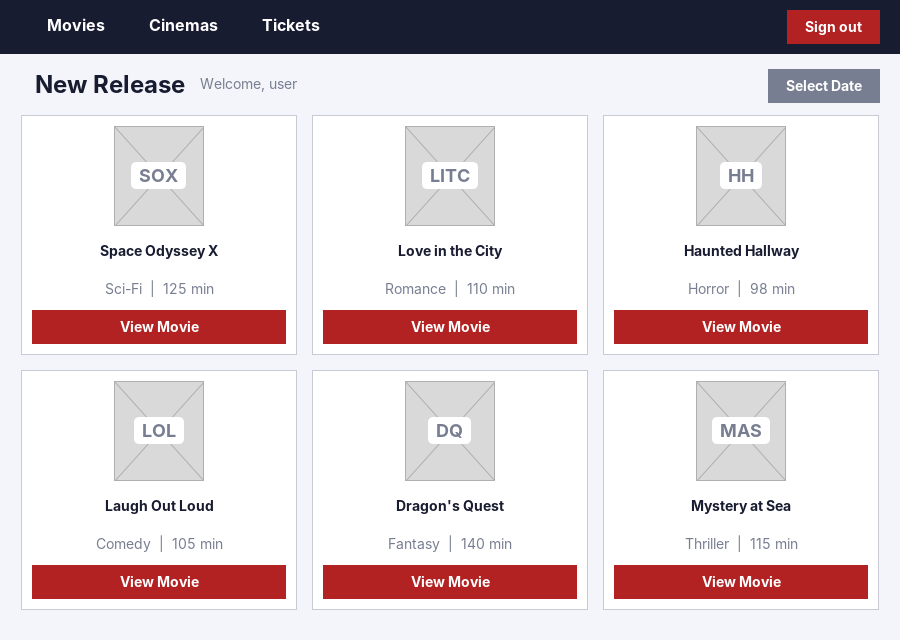 Movies Cinemas Tickets Sign out
New Release Welcome, user Select Date
SOX LITC HH
Space Odyssey X Love in the City Haunted Hallway
Sci-Fi | 125 min Romance | 110 min Horror | 98 min
View Movie View Movie View Movie
LOL DQ MAS
Laugh Out Loud Dragon's Quest Mystery at Sea
Comedy | 105 min Fantasy | 140 min Thriller | 115 min
View Movie View Movie View Movie